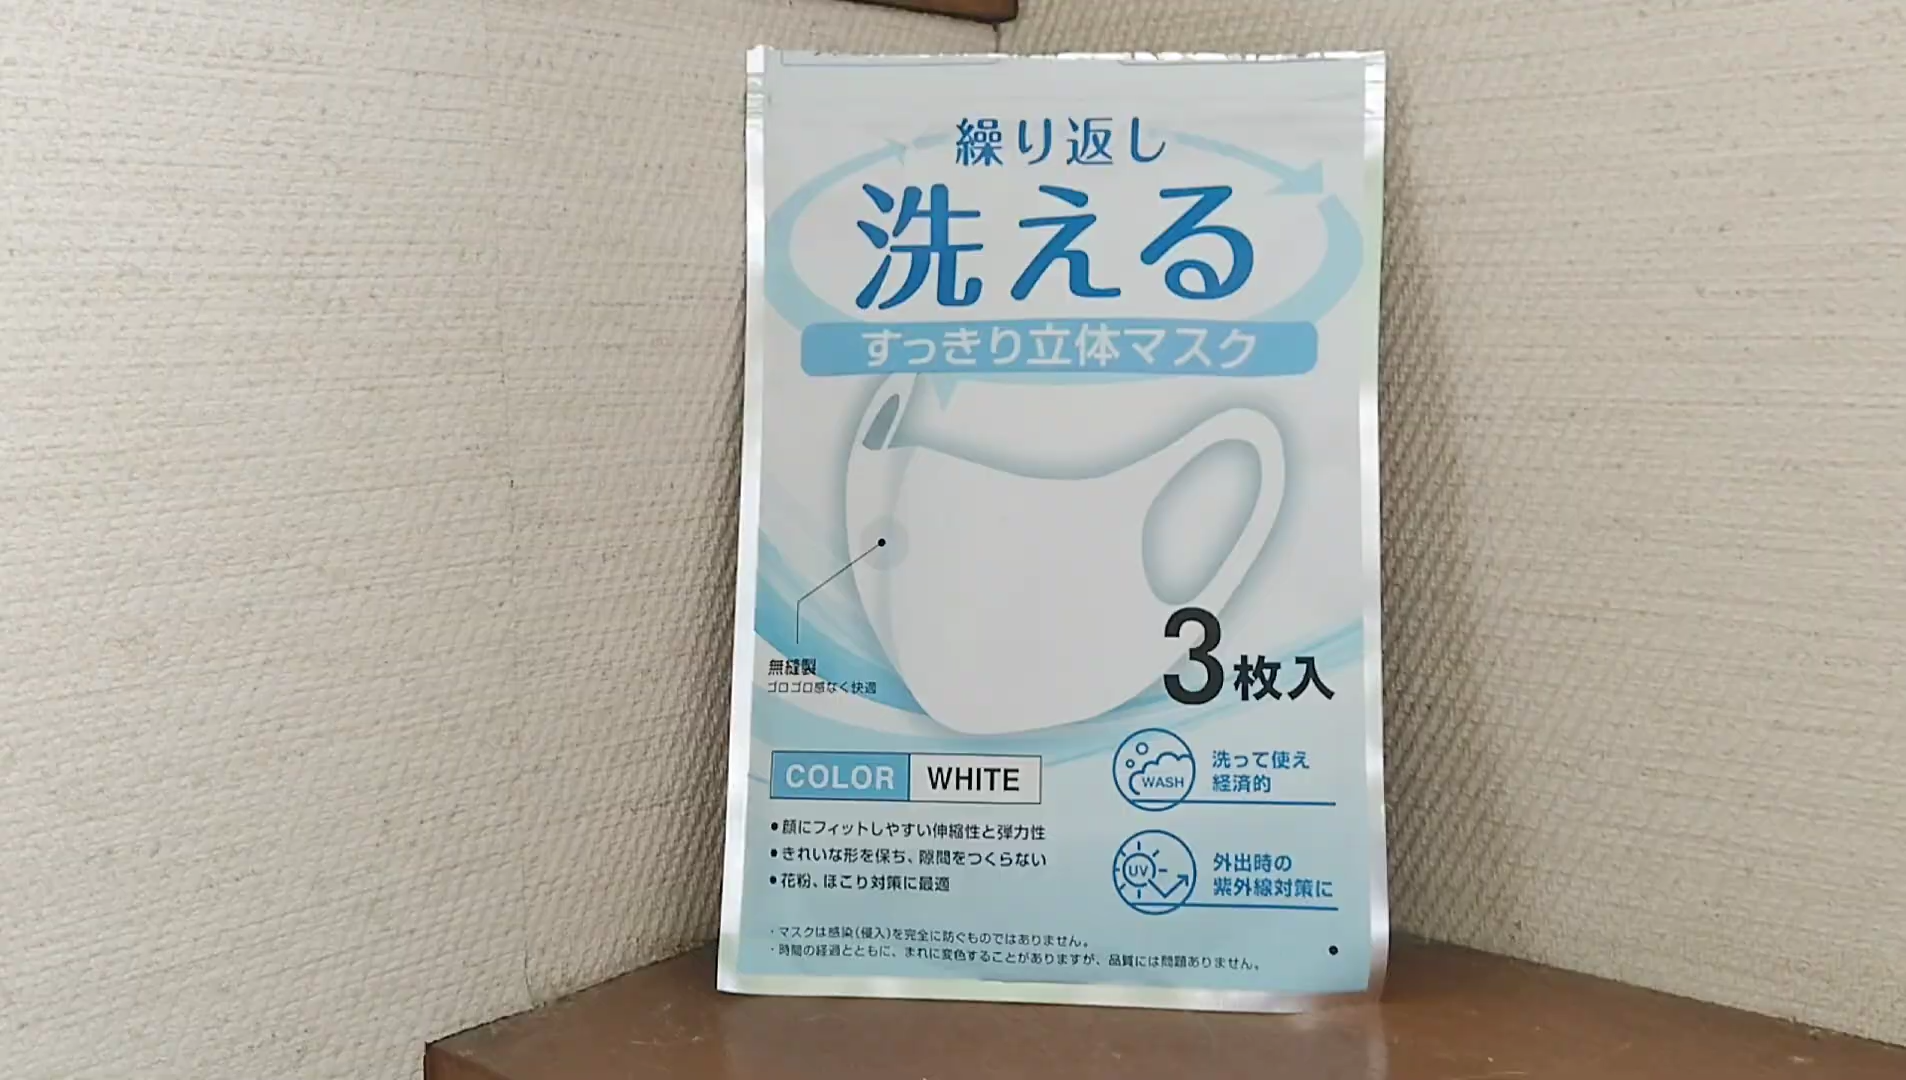 繰り返し
洗える
すっきり立体マスク
無縫製
ゴロゴロ感なく快適
3枚入
COLOR WHITE
・顔にフィットしやすい伸縮性と弾力性
・きれいな形を保ち、隙間をつくらない
・花粉、ほこり対策に最適
WASH
洗って使え
経済的
UV
外出時の
紫外線対策に
・マスクは感染(侵入)を完全に防ぐものではありません。
・時間の経過とともに、まれに変色することがありますが、品質には問題ありません。